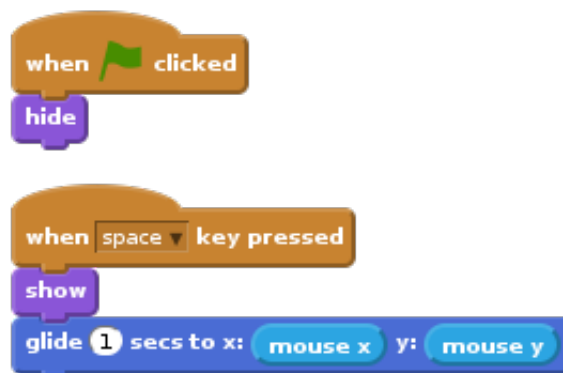 when clicked
hide
when space key pressed
show
glide 1 secs to x: mouse x y: mouse y